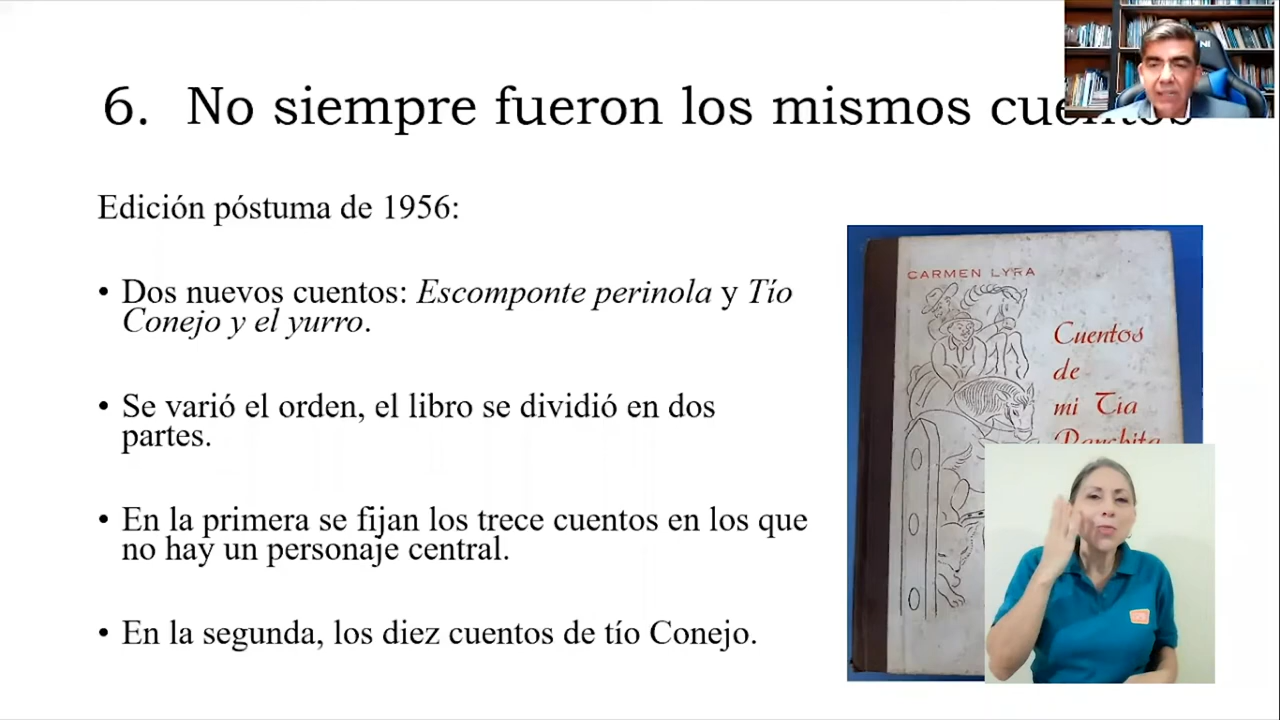 6. No siempre fueron los mismos cuentos
Edición póstuma de 1956:
• Dos nuevos cuentos: Escomponte perinola y Tío
Conejo y el yurro.
• Se varió el orden, el libro se dividió en dos
partes.
• En la primera se fijan los trece cuentos en los que
no hay un personaje central.
• En la segunda, los diez cuentos de tío Conejo.
CARMEN LYRA
Cuentos
de
mi Tia
Panchita